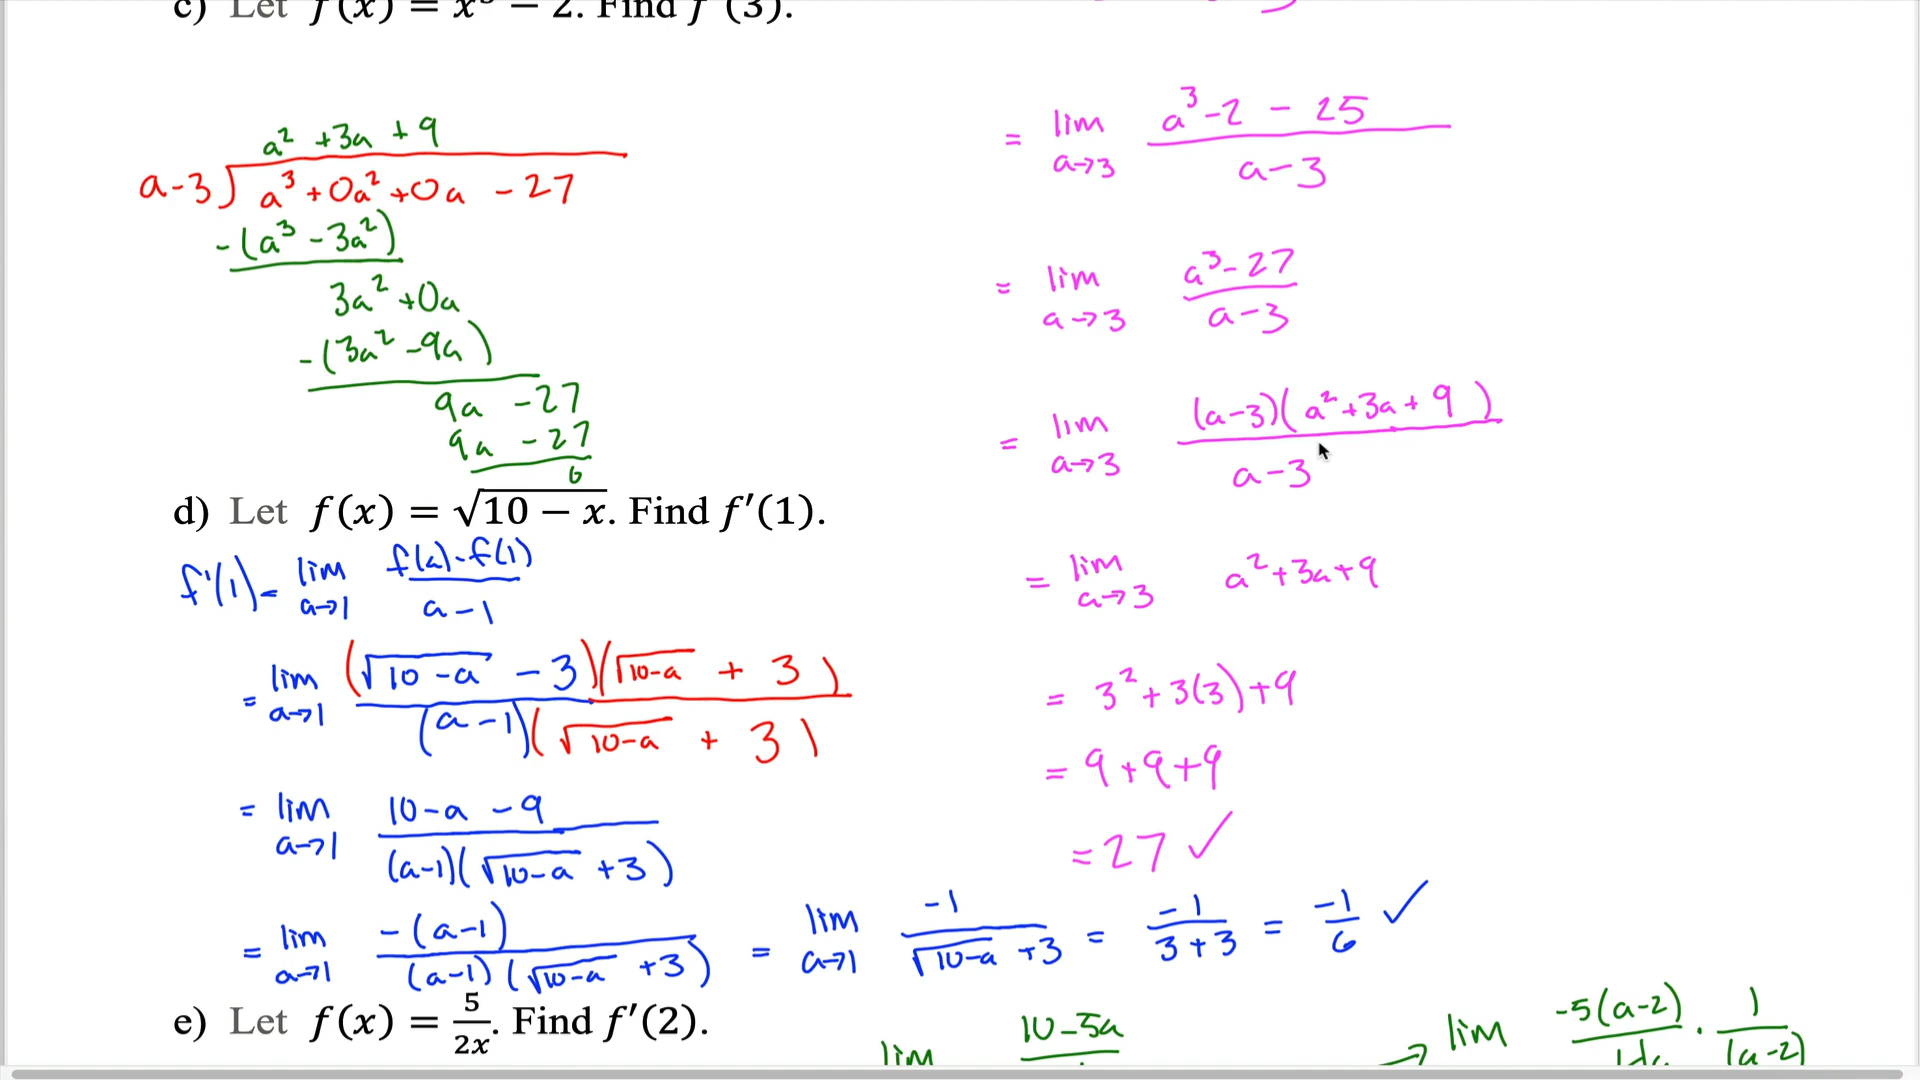 c) Let f(x) = x³ − 2. Find f′(3).
a² + 3a + 9
a-3 ) a³ + 0a² + 0a - 27
-(a³ - 3a²)
3a² + 0a
-(3a² - 9a)
9a - 27
9a - 27
0
= lim a→3 (a³ - 2 - 25)/(a-3)
= lim a→3 (a³ - 27)/(a-3)
= lim a→3 (a-3)(a² + 3a + 9)/(a-3)
= lim a→3 a² + 3a + 9
= 3² + 3(3) + 9
= 9 + 9 + 9
= 27 ✓
d) Let f(x) = √(10 − x). Find f′(1).
f'(1) = lim a→1 (f(a) - f(1))/(a-1)
= lim a→1 (√(10-a) - 3)(√(10-a) + 3)/((a-1)(√(10-a) + 3))
= lim a→1 (10-a-9)/((a-1)(√(10-a) + 3))
= lim a→1 -(a-1)/((a-1)(√(10-a) + 3)) = lim a→1 -1/(√(10-a) + 3) = -1/(3+3) = -1/6 ✓
e) Let f(x) = 5/2x. Find f′(2).
lim 10-5a
→ lim -5(a-2) · 1/(a-2)